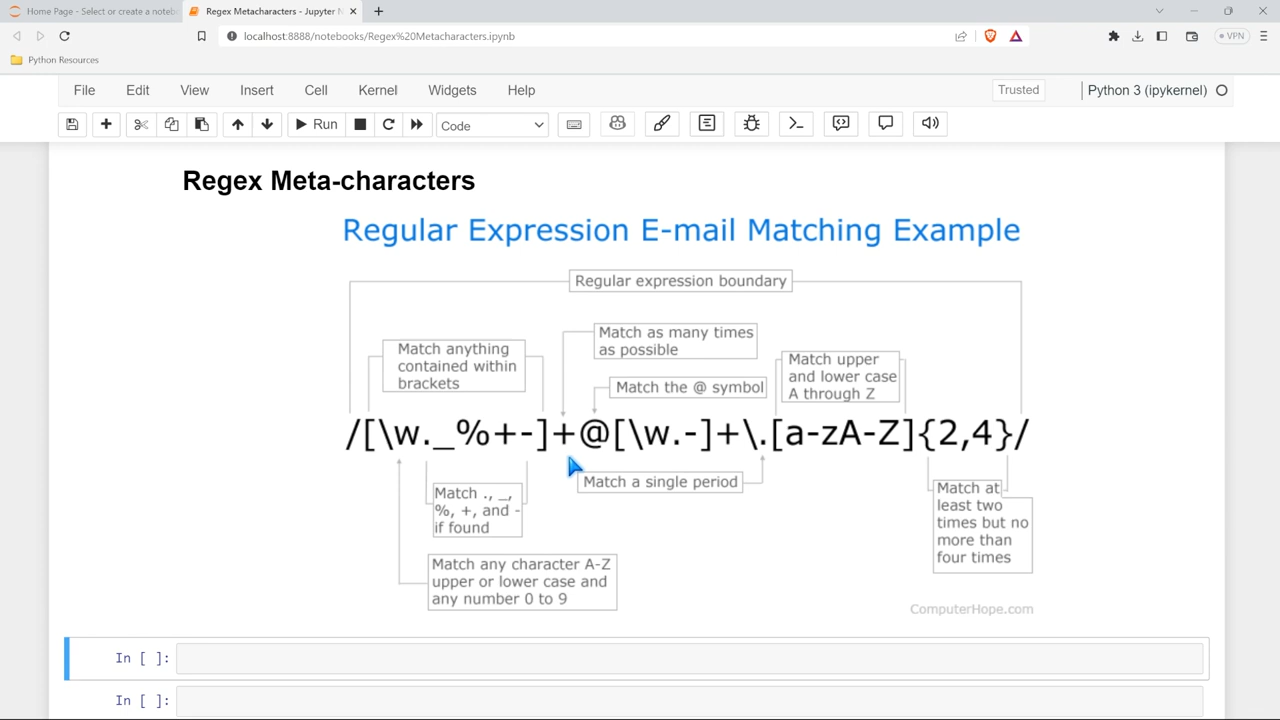 Home Page - Select or create a noteb
Regex Metacharacters - Jupyter N
localhost:8888/notebooks/Regex%20Metacharacters.ipynb
VPN
Python Resources
File Edit View Insert Cell Kernel Widgets Help
Trusted
Python 3 (ipykernel)
Run
Code
Regex Meta-characters
Regular Expression E-mail Matching Example
Regular expression boundary
Match as many times
as possible
Match anything
contained within
brackets
Match upper
and lower case
A through Z
Match the @ symbol
/[\w._%+-]+@[\w.-]+\.[a-zA-Z]{2,4}/
Match a single period
Match ., _,
%, +, and -
if found
Match at
least two
times but no
more than
four times
Match any character A-Z
upper or lower case and
any number 0 to 9
ComputerHope.com
In [ ]:
In [ ]: